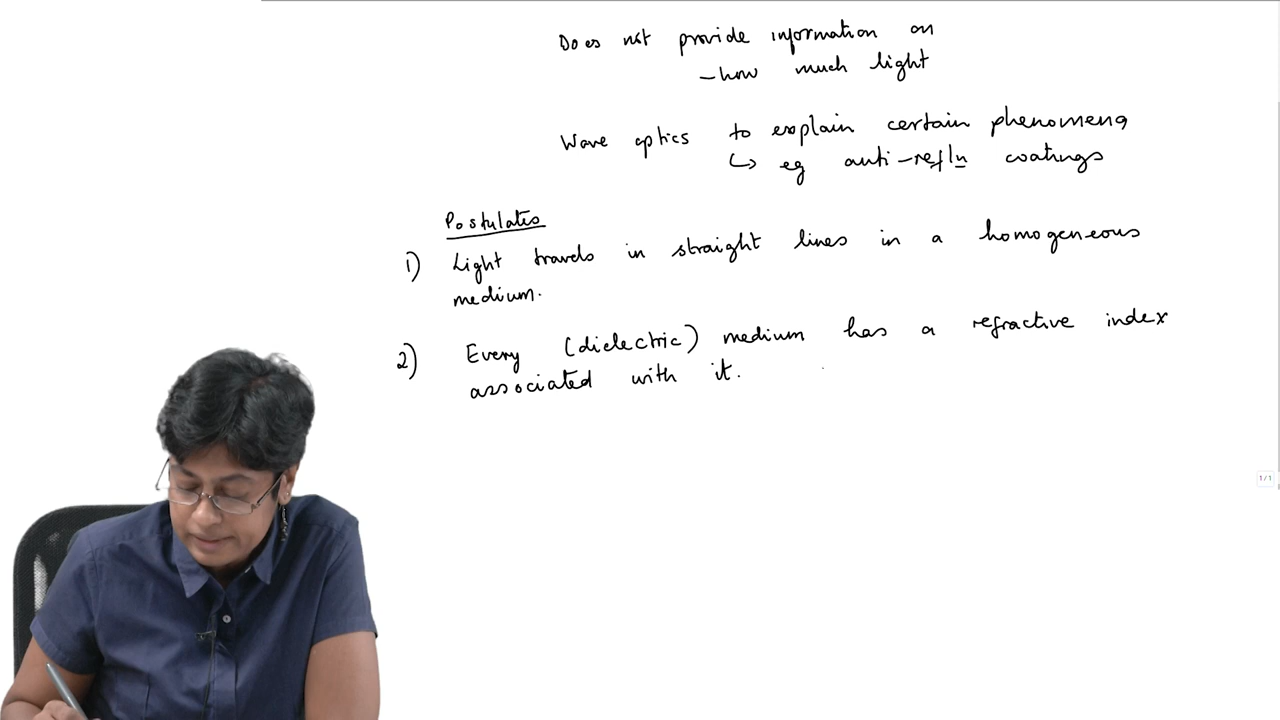 Does not provide information on
- how much light
Wave optics to explain certain phenomena
↳ eg anti-refln coatings
Postulates
1) Light travels in straight lines in a homogeneous
medium.
2) Every (dielectric) medium has a refractive index
associated with it.
1/1